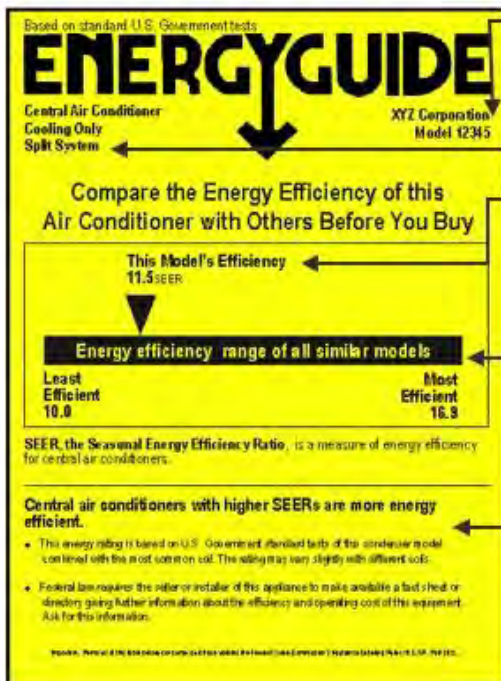 Based on standard U.S. Government tests
ENERGYGUIDE
Central Air Conditioner
Cooling Only
Split System
XYZ Corporation
Model 12345
Compare the Energy Efficiency of this
Air Conditioner with Others Before You Buy
This Model's Efficiency
11.5 SEER
Energy efficiency range of all similar models
Least
Efficient
10.0
Most
Efficient
16.9
SEER, the Seasonal Energy Efficiency Ratio, is a measure of energy efficiency
for central air conditioners.
Central air conditioners with higher SEERs are more energy
efficient.
• This energy rating is based on U.S. Government standard tests of this condenser model
combined with the most common coil. The rating may vary slightly with different coils.
• Federal law requires the seller or installer of this appliance to make available a fact sheet or
directory giving further information about the efficiency and operating cost of this equipment.
Ask for this information.